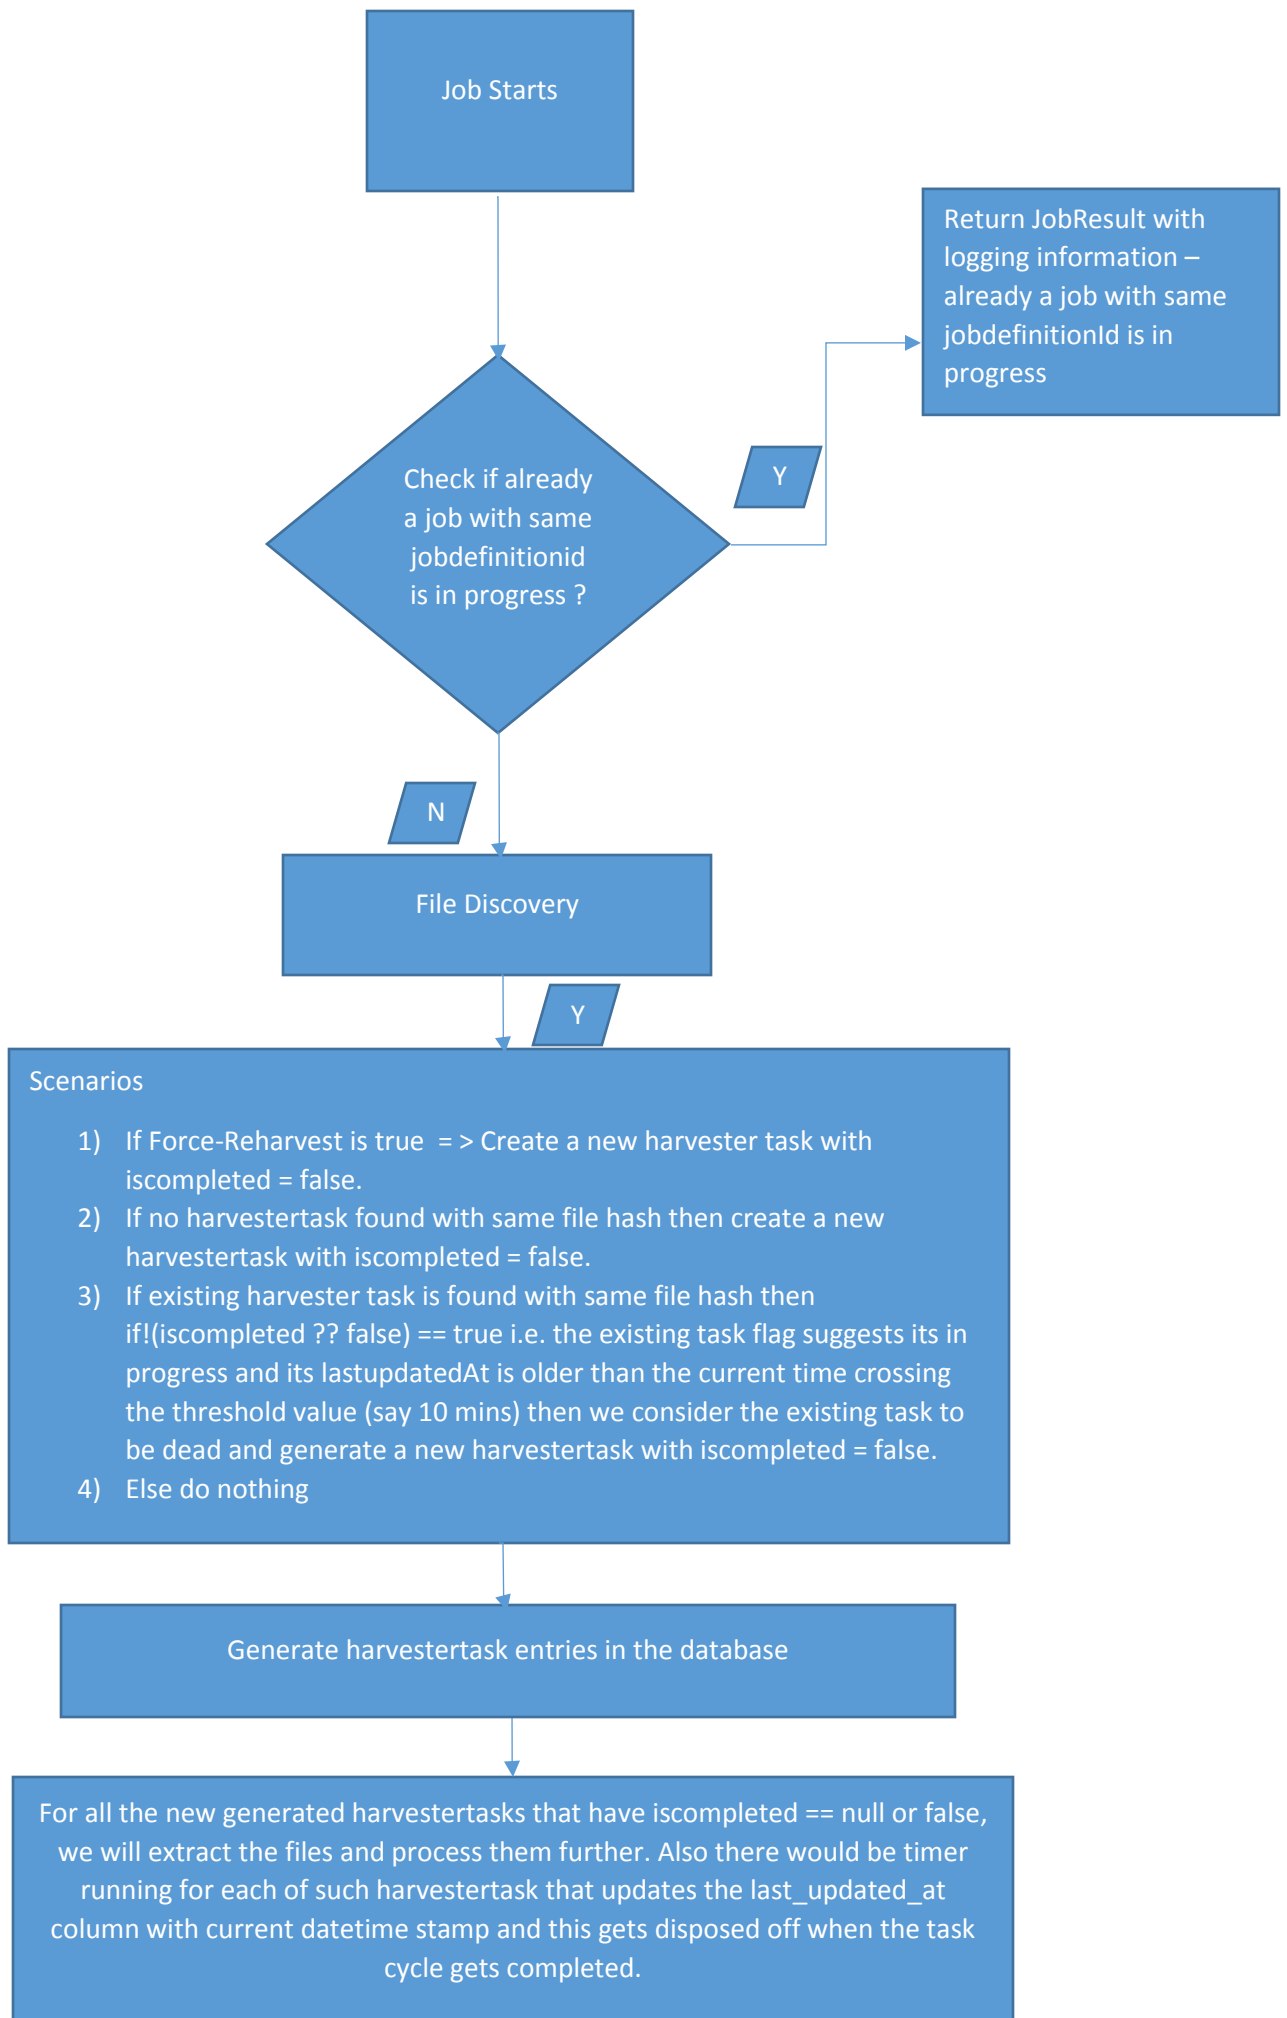 Job Starts
Return JobResult with
logging information –
already a job with same
jobdefinitionId is in
progress
Check if already
a job with same
jobdefinitionid
is in progress ?
Y
N
File Discovery
Y
Scenarios
1) If Force-Reharvest is true = > Create a new harvester task with
iscompleted = false.
2) If no harvestertask found with same file hash then create a new
harvestertask with iscompleted = false.
3) If existing harvester task is found with same file hash then
if!(iscompleted ?? false) == true i.e. the existing task flag suggests its in
progress and its lastupdatedAt is older than the current time crossing
the threshold value (say 10 mins) then we consider the existing task to
be dead and generate a new harvestertask with iscompleted = false.
4) Else do nothing
Generate harvestertask entries in the database
For all the new generated harvestertasks that have iscompleted == null or false,
we will extract the files and process them further. Also there would be timer
running for each of such harvestertask that updates the last_updated_at
column with current datetime stamp and this gets disposed off when the task
cycle gets completed.